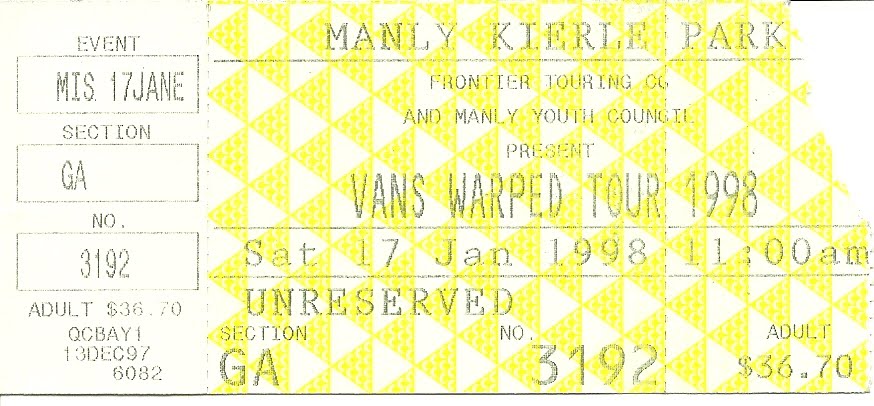 EVENT
MIS 17JANE
SECTION
GA
NO.
3192
ADULT $36.70
QCBAY1
13DEC97
6082
MANLY KIERLE PARK
FRONTIER TOURING CO
AND MANLY YOUTH COUNCIL
PRESENT
VANS WARPED TOUR 1998
Sat 17 Jan 1998 11:00am
UNRESERVED
SECTION NO. ADULT
GA 3192 $36.70